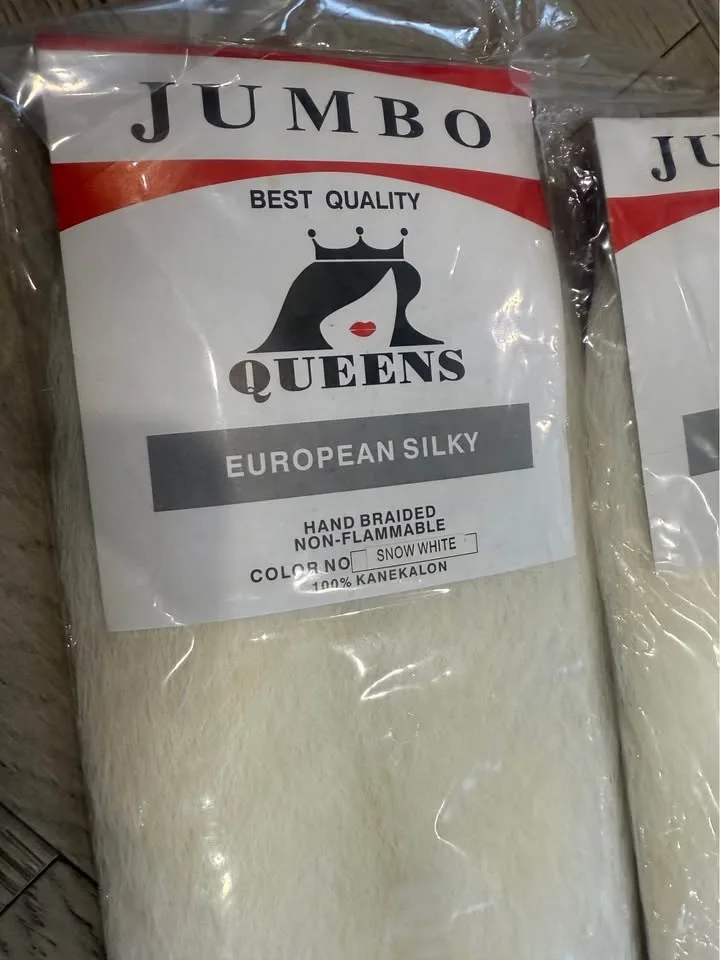 JUMBO
BEST QUALITY
QUEENS
EUROPEAN SILKY
HAND BRAIDED
NON-FLAMMABLE
COLOR NO SNOW WHITE
100% KANEKALON
JU